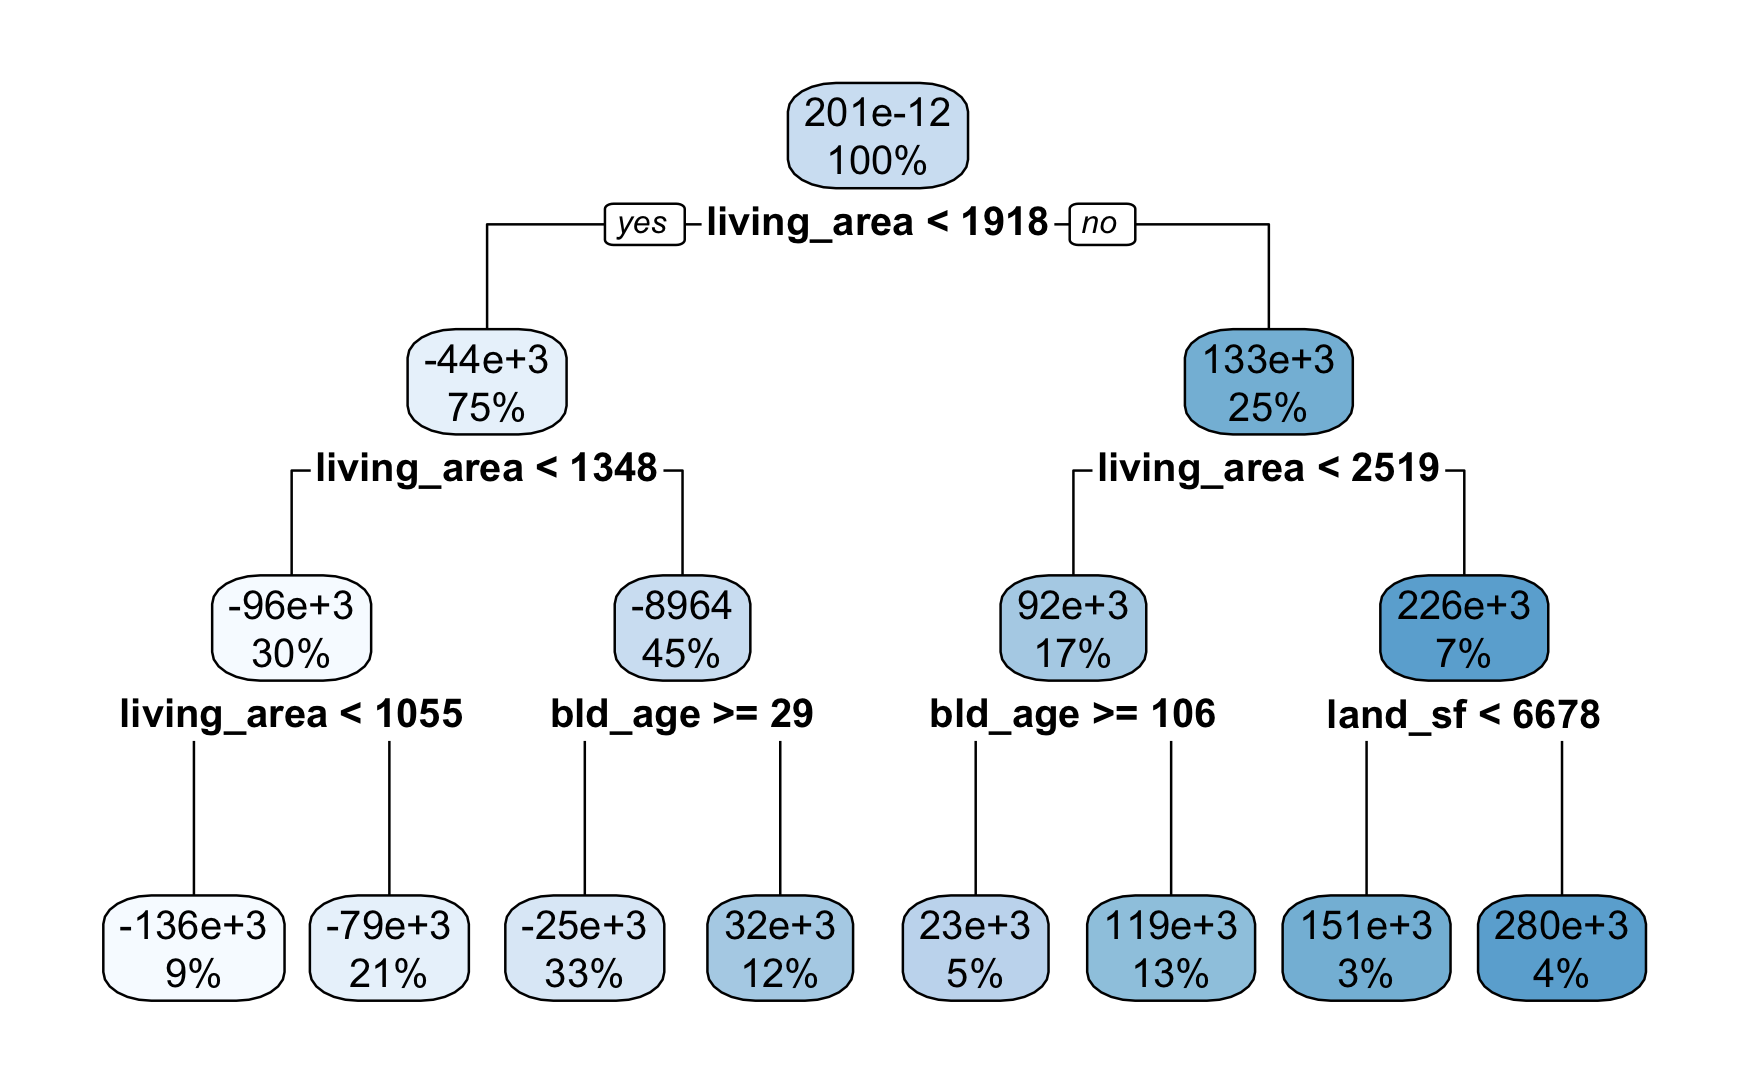 201e-12
100%
yes living_area < 1918 no
-44e+3
75%
133e+3
25%
living_area < 1348
living_area < 2519
-96e+3
30%
-8964
45%
92e+3
17%
226e+3
7%
living_area < 1055
bld_age >= 29
bld_age >= 106
land_sf < 6678
-136e+3
9%
-79e+3
21%
-25e+3
33%
32e+3
12%
23e+3
5%
119e+3
13%
151e+3
3%
280e+3
4%